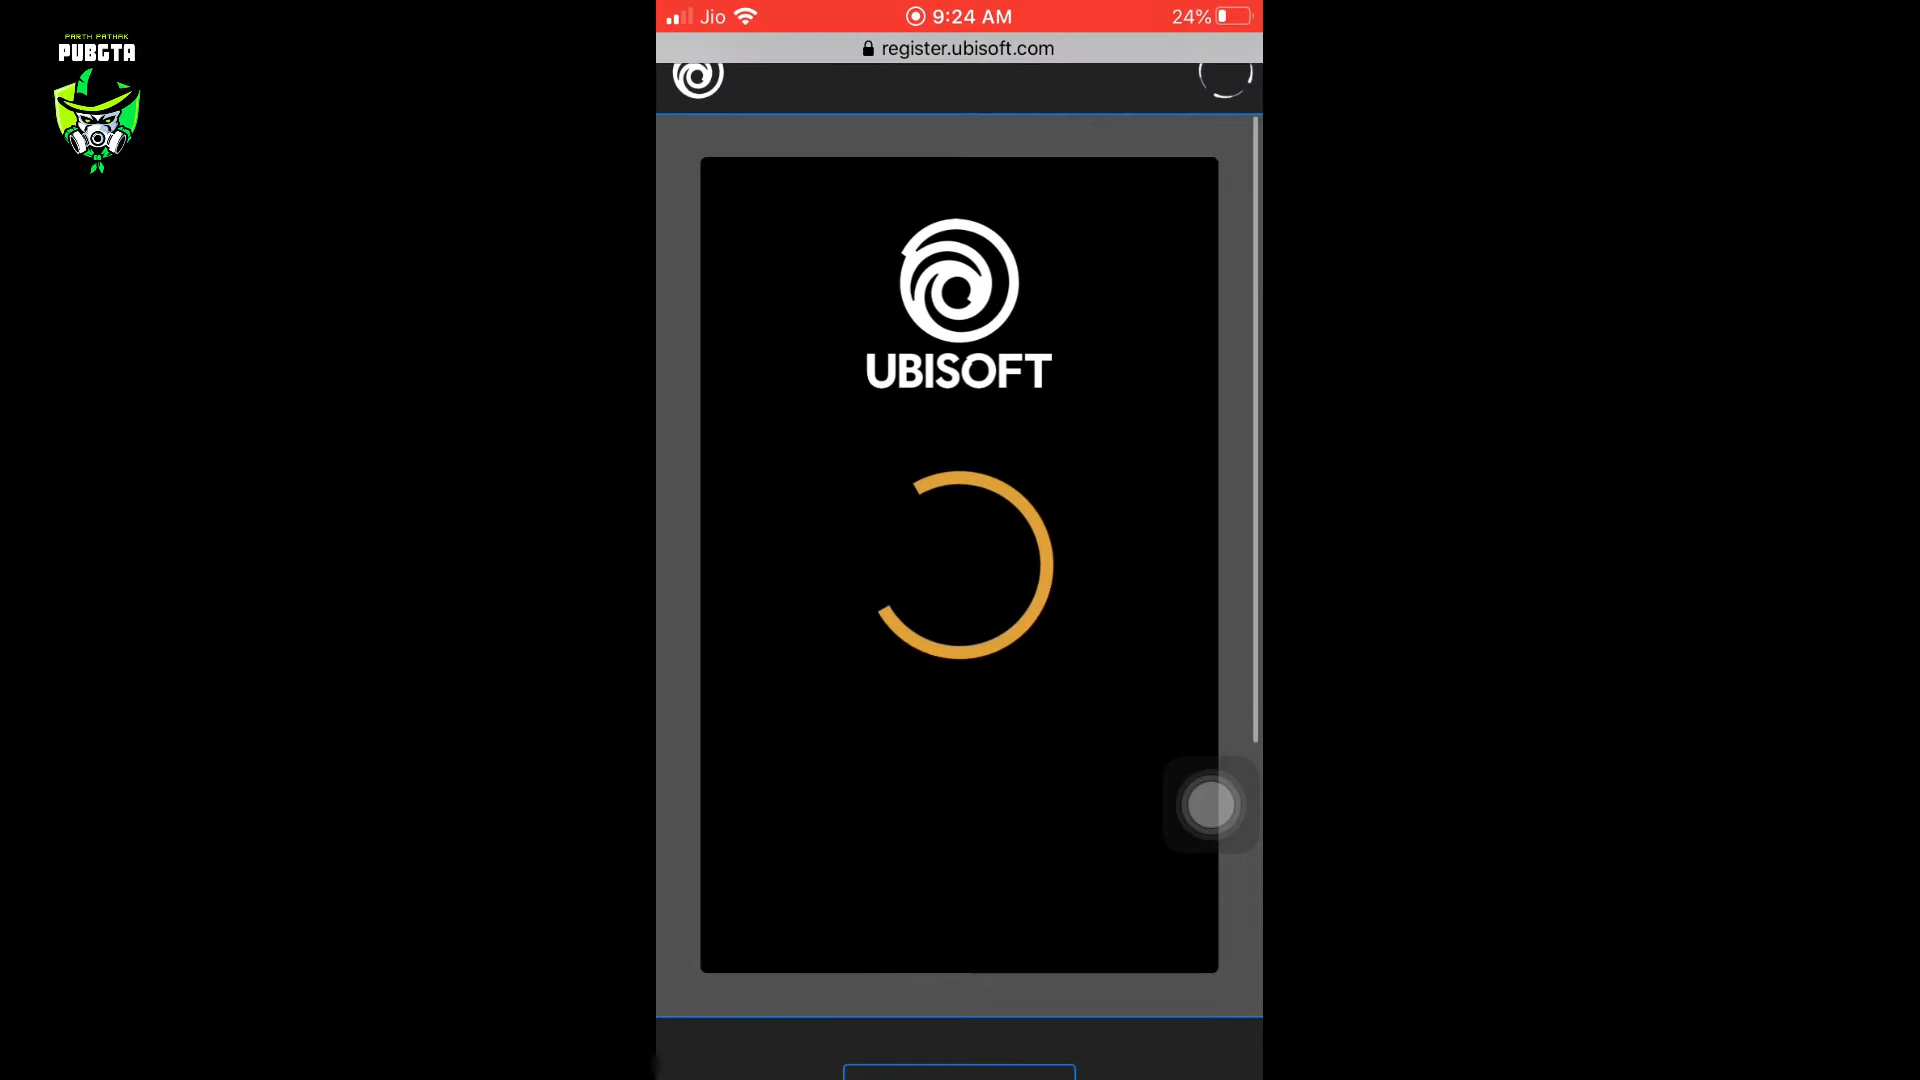 PARTH PATHAK
PUBGTA
Jio
9:24 AM
24%
register.ubisoft.com
UBISOFT